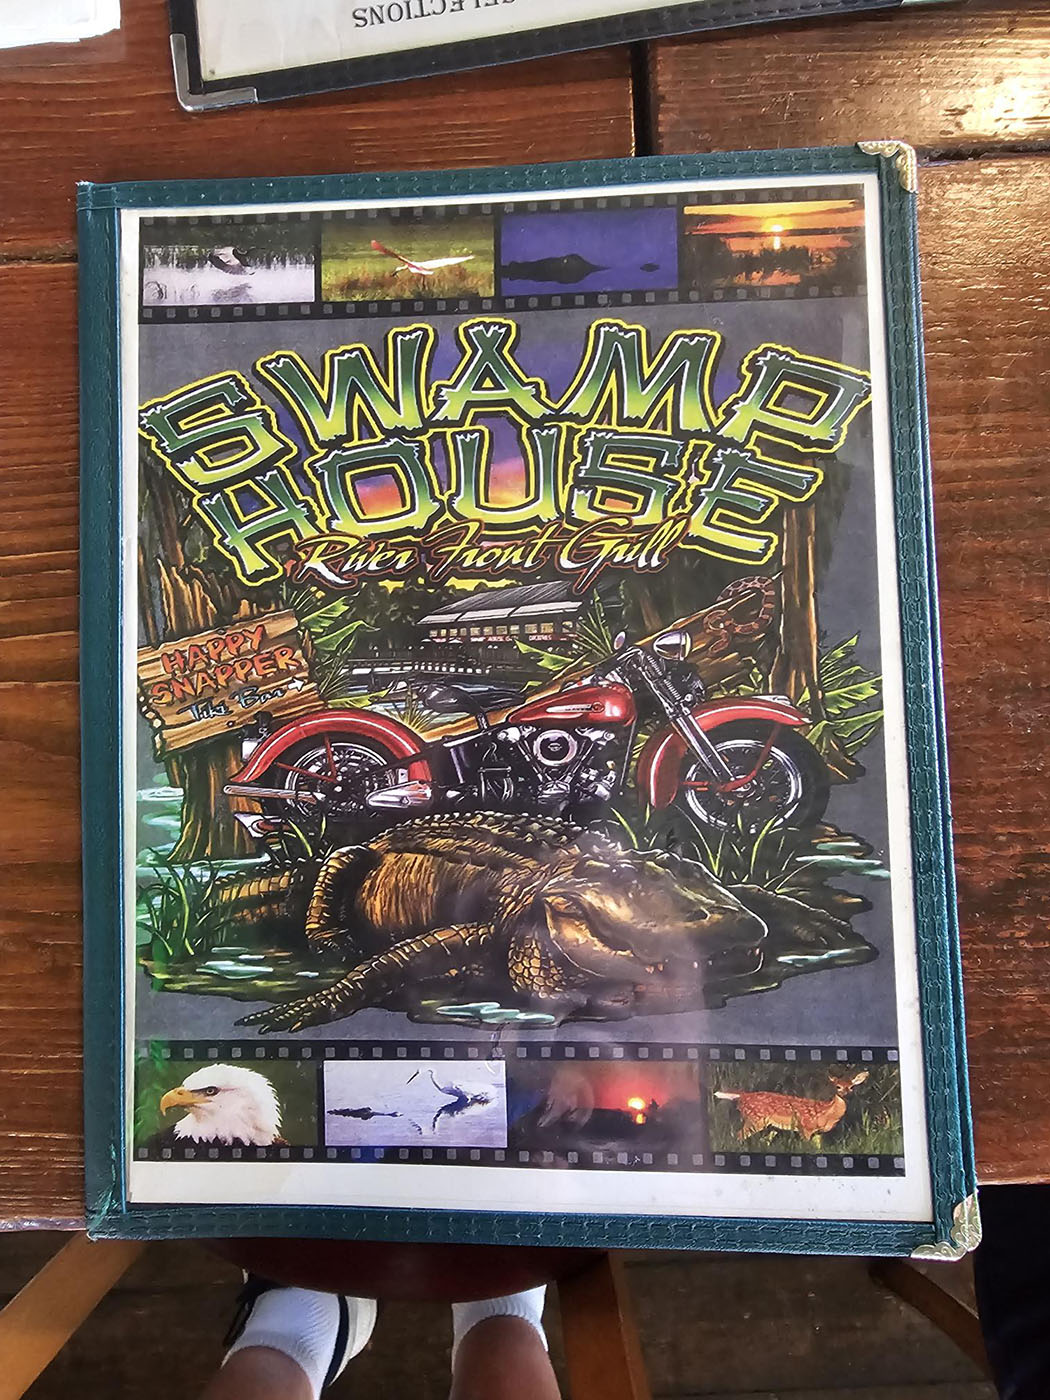 SELECTIONS
SWAMP
HOUSE
River Front Grill
HAPPY
SNAPPER
Tiki Bar